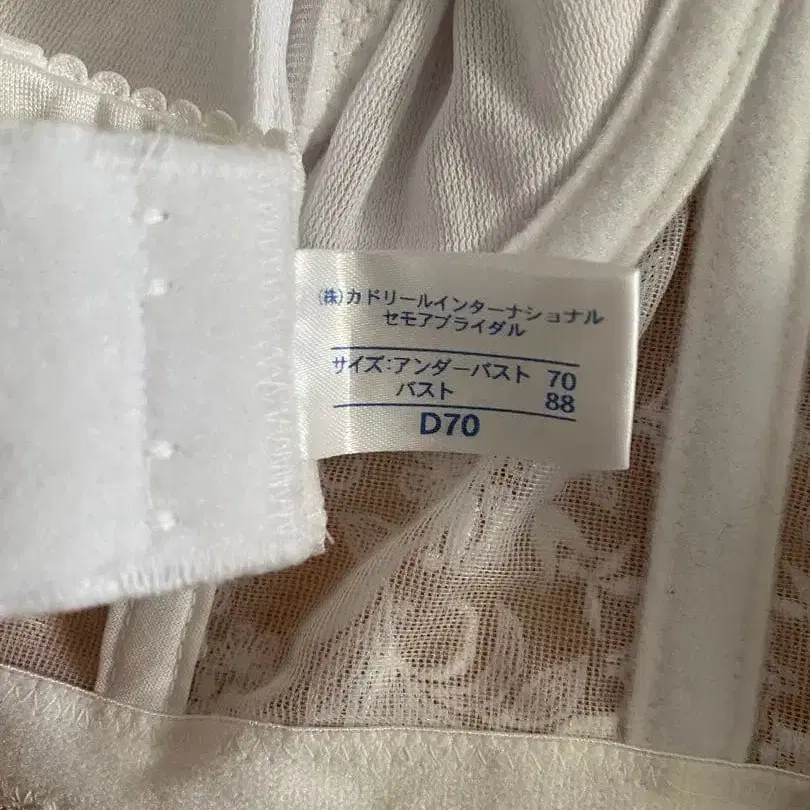 (株)カドリールインターナショナル
セモアブライダル
サイズ:アンダーバスト 70
バスト 88
D70